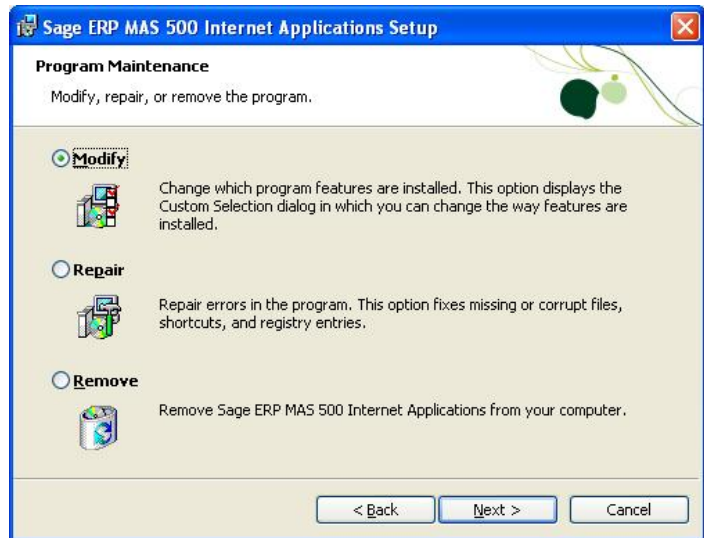 Sage ERP MAS 500 Internet Applications Setup
Program Maintenance
Modify, repair, or remove the program.
Modify
Change which program features are installed. This option displays the
Custom Selection dialog in which you can change the way features are
installed.
Repair
Repair errors in the program. This option fixes missing or corrupt files,
shortcuts, and registry entries.
Remove
Remove Sage ERP MAS 500 Internet Applications from your computer.
< Back
Next >
Cancel